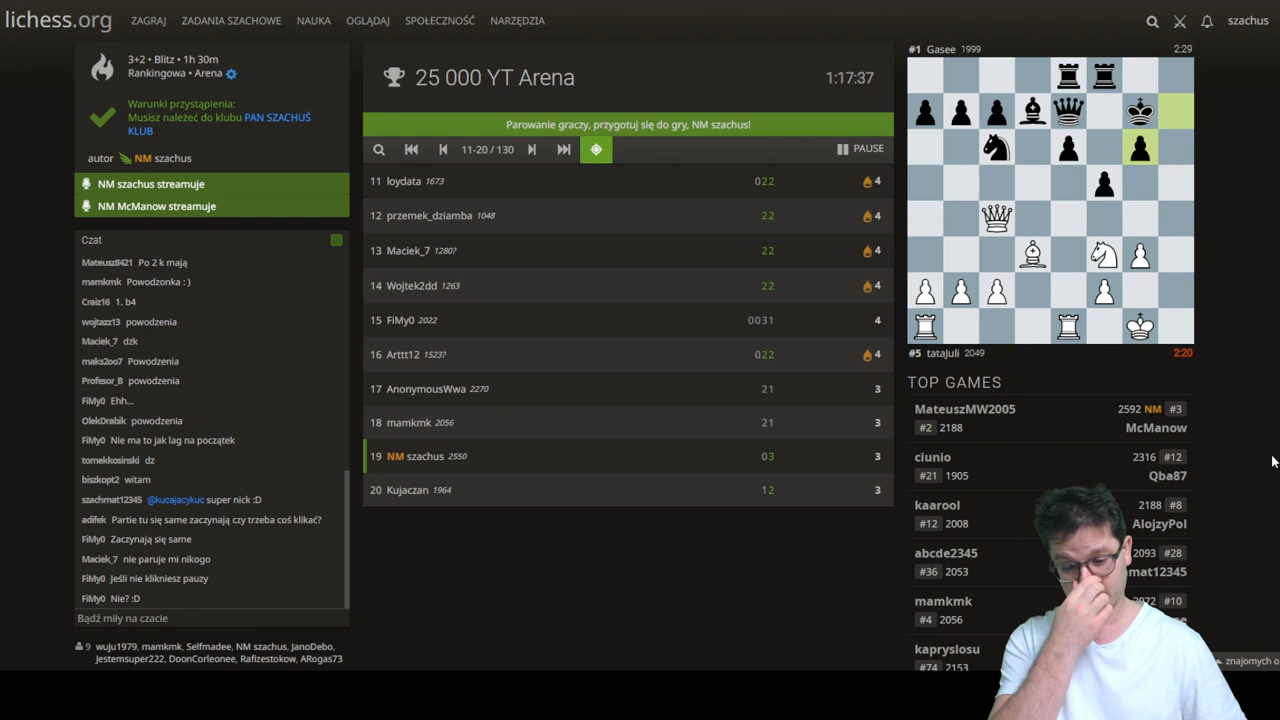 lichess.org
ZAGRAJ
ZADANIA SZACHOWE
NAUKA
OGLĄDAJ
SPOŁECZNOŚĆ
NARZĘDZIA
szachus
3+2 • Blitz • 1h 30m
Rankingowa • Arena
Warunki przystąpienia:
Musisz należeć do klubu PAN SZACHUŚ
KLUB
autor NM szachus
NM szachus streamuje
NM McManow streamuje
Czat
Mateusz8421 Po 2 k mają
mamkmk Powodzonka : )
Craiz16 1. b4
wojtazz13 powodzenia
Maciek_7 dzk
maks2oo7 Powodzenia
Profesor_B powodzenia
FiMy0 Ehh...
OlekDrabik powodzenia
FiMy0 Nie ma to jak lag na początek
tomekkosinski dz
biszkopt2 witam
szachmat12345 @kucajacykuc super nick :D
adifek Partie tu się same zaczynają czy trzeba coś klikać?
FiMy0 Zaczynają się same
Maciek_7 nie paruje mi nikogo
FiMy0 Jeśli nie klikniesz pauzy
FiMy0 Nie? :D
Bądź miły na czacie
9 wuju1979, mamkmk, Selfmadee, NM szachus, JanoDebo,
Jestemsuper222, DoonCorleonee, Rafizestokow, ARogas73
25 000 YT Arena
1:17:37
Parowanie graczy, przygotuj się do gry, NM szachus!
11-20 / 130
PAUSE
11 loydata 1673 022 4
12 przemek_dziamba 1048 22 4
13 Maciek_7 1280? 22 4
14 Wojtek2dd 1263 22 4
15 FiMy0 2022 0031 4
16 Arttt12 1523? 022 4
17 AnonymousWwa 2270 21 3
18 mamkmk 2056 21 3
19 NM szachus 2550 03 3
20 Kujaczan 1964 12 3
#1 Gasee 1999 2:29
#5 tataJuli 2049 2:20
TOP GAMES
MateuszMW2005 2592 NM #3
#2 2188 McManow
ciunio 2316 #12
#21 1905 Qba87
kaarool 2188 #8
#12 2008 AlojzyPol
abcde2345 2093 #28
#36 2053 mat12345
mamkmk #10
#4 2056
kapryslosu
#74 2153
znajomych o